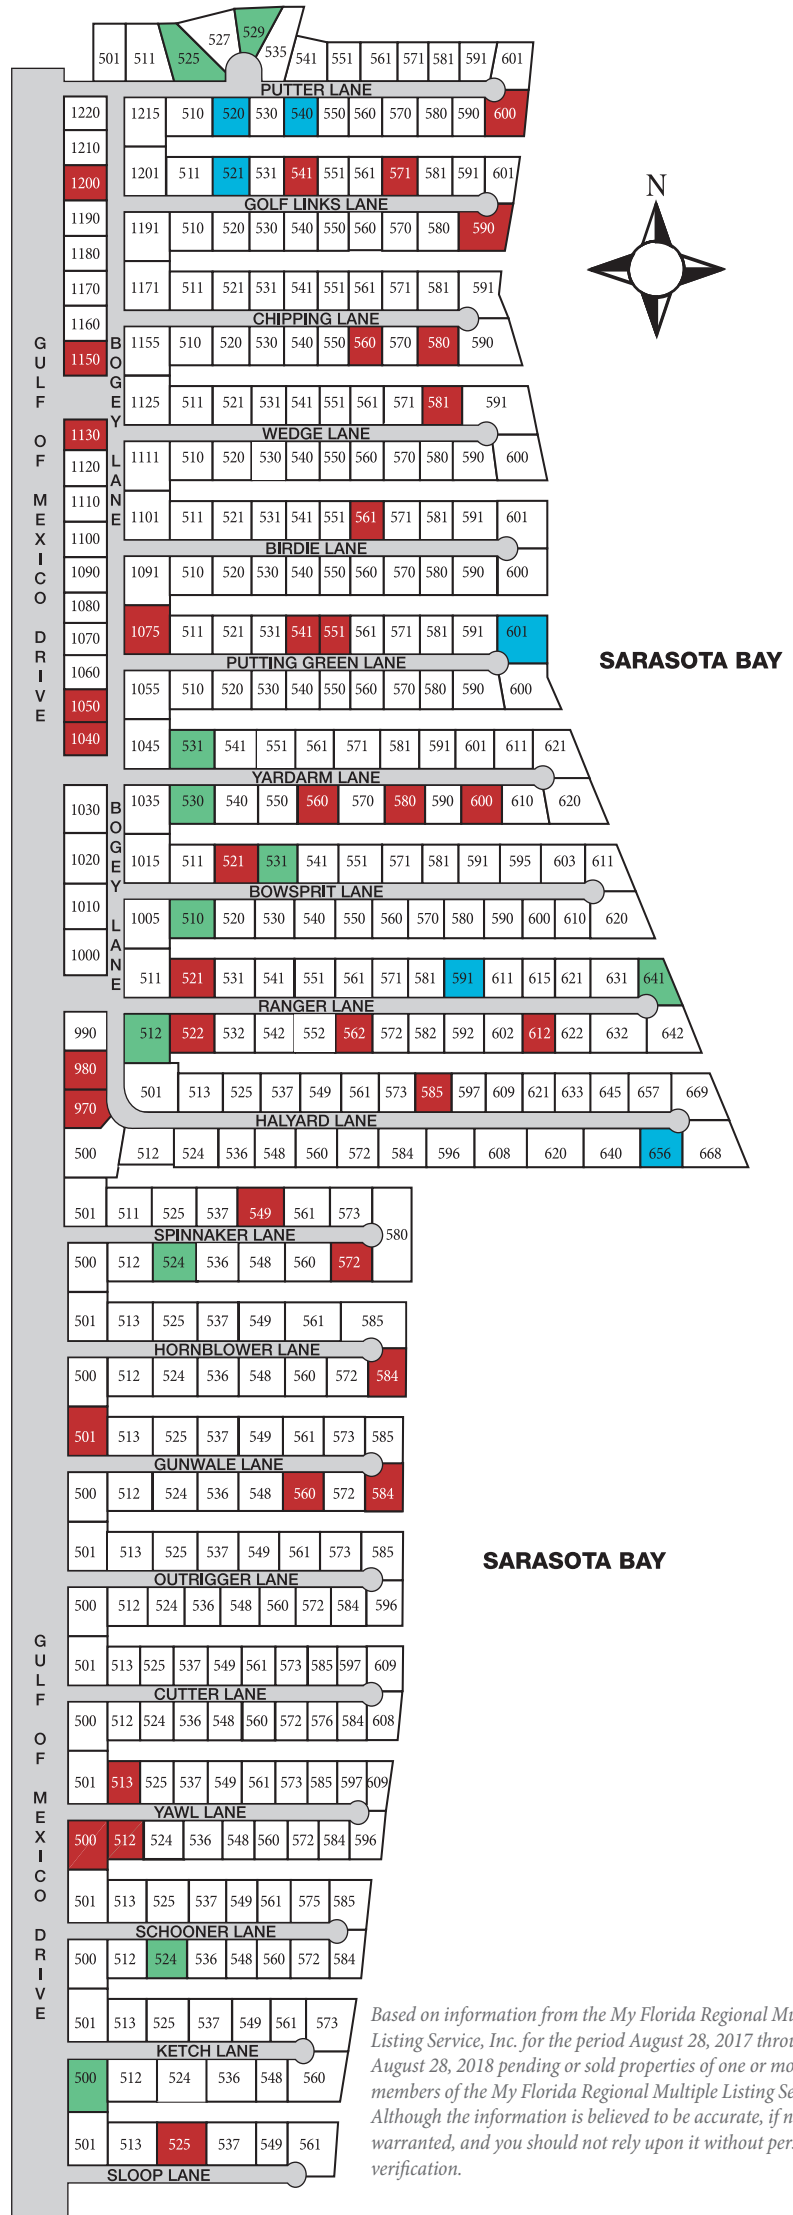 501 511 525 527 529 535 541 551 561 571 581 591 601
PUTTER LANE
1220 1215 510 520 530 540 550 560 570 580 590 600
1210
1200 1201 511 521 531 541 551 561 571 581 591 601
GOLF LINKS LANE
1190 1191 510 520 530 540 550 560 570 580 590
N
1180
1170 1171 511 521 531 541 551 561 571 581 591
CHIPPING LANE
1160 1155 510 520 530 540 550 560 570 580 590
1150
GULF OF MEXICO DRIVE
BOGEY LANE
1125 511 521 531 541 551 561 571 581 591
WEDGE LANE
1130
1120 1111 510 520 530 540 550 560 570 580 590 600
1110
1100 1101 511 521 531 541 551 561 571 581 591 601
BIRDIE LANE
1090 1091 510 520 530 540 550 560 570 580 590 600
1080
1070 1075 511 521 531 541 551 561 571 581 591 601
PUTTING GREEN LANE
SARASOTA BAY
1060
1050 1055 510 520 530 540 550 560 570 580 590 600
1040 1045 531 541 551 561 571 581 591 601 611 621
YARDARM LANE
1030 1035 530 540 550 560 570 580 590 600 610 620
BOGEY LANE
1020 1015 511 521 531 541 551 571 581 591 595 603 611
BOWSPRIT LANE
1010 1005 510 520 530 540 550 560 570 580 590 600 610 620
1000 511 521 531 541 551 561 571 581 591 611 615 621 631 641
RANGER LANE
990 512 522 532 542 552 562 572 582 592 602 612 622 632 642
980
970 501 513 525 537 549 561 573 585 597 609 621 633 645 657 669
HALYARD LANE
500 512 524 536 548 560 572 584 596 608 620 640 656 668
501 511 525 537 549 561 573 580
SPINNAKER LANE
500 512 524 536 548 560 572
501 513 525 537 549 561 585
HORNBLOWER LANE
500 512 524 536 548 560 572 584
501 513 525 537 549 561 573 585
GUNWALE LANE
500 512 524 536 548 560 572 584
501 513 525 537 549 561 573 585
OUTRIGGER LANE
SARASOTA BAY
500 512 524 536 548 560 572 584 596
GULF OF MEXICO DRIVE
501 513 525 537 549 561 573 585 597 609
CUTTER LANE
500 512 524 536 548 560 572 576 584 608
501 513 525 537 549 561 573 585 597 609
YAWL LANE
500 512 524 536 548 560 572 584 596
501 513 525 537 549 561 575 585
SCHOONER LANE
500 512 524 536 548 560 572 584
501 513 525 537 549 561 573
KETCH LANE
500 512 524 536 548 560
501 513 525 537 549 561
SLOOP LANE
Based on information from the My Florida Regional Mu
Listing Service, Inc. for the period August 28, 2017 throu
August 28, 2018 pending or sold properties of one or mo
members of the My Florida Regional Multiple Listing Se
Although the information is believed to be accurate, if n
warranted, and you should not rely upon it without per
verification.